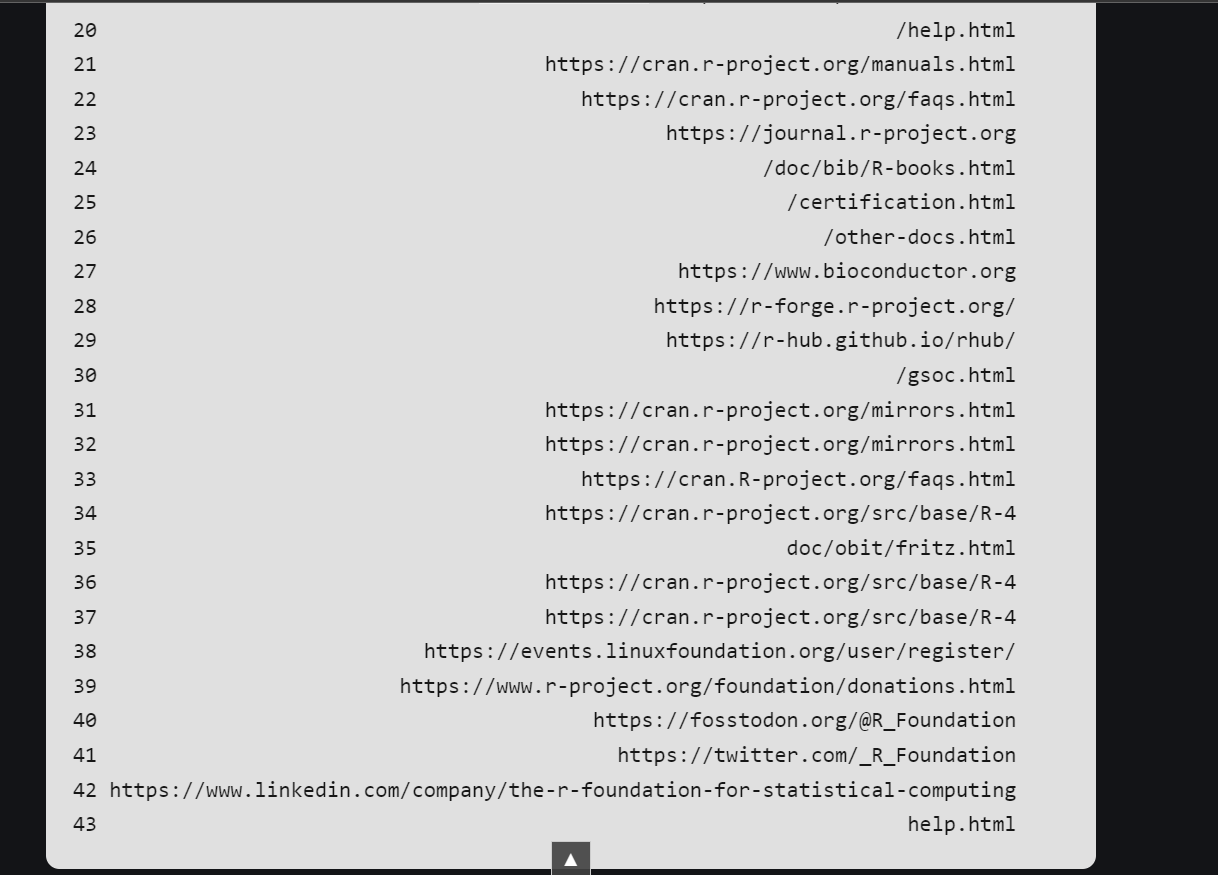 20 /help.html
21 https://cran.r-project.org/manuals.html
22 https://cran.r-project.org/faqs.html
23 https://journal.r-project.org
24 /doc/bib/R-books.html
25 /certification.html
26 /other-docs.html
27 https://www.bioconductor.org
28 https://r-forge.r-project.org/
29 https://r-hub.github.io/rhub/
30 /gsoc.html
31 https://cran.r-project.org/mirrors.html
32 https://cran.r-project.org/mirrors.html
33 https://cran.R-project.org/faqs.html
34 https://cran.r-project.org/src/base/R-4
35 doc/obit/fritz.html
36 https://cran.r-project.org/src/base/R-4
37 https://cran.r-project.org/src/base/R-4
38 https://events.linuxfoundation.org/user/register/
39 https://www.r-project.org/foundation/donations.html
40 https://fosstodon.org/@R_Foundation
41 https://twitter.com/_R_Foundation
42 https://www.linkedin.com/company/the-r-foundation-for-statistical-computing
43 help.html